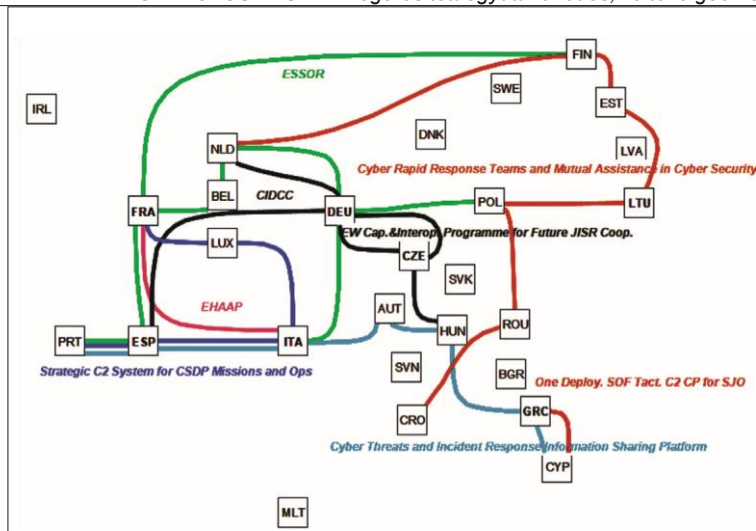 FIN
ESSOR
SWE
IRL
EST
DNK
NLD
LVA
Cyber Rapid Response Teams and Mutual Assistance in Cyber Security
BEL
CIDCC
POL
LTU
FRA
DEU
EW Cap.&Interop. Programme for Future JISR Coop.
LUX
CZE
SVK
EHAAP
AUT
HUN
ROU
PRT
ESP
ITA
Strategic C2 System for CSDP Missions and Ops
SVN
BGR
One Deploy. SOF Tact. C2 CP for SJO
CRO
GRC
Cyber Threats and Incident Response Information Sharing Platform
CYP
MLT